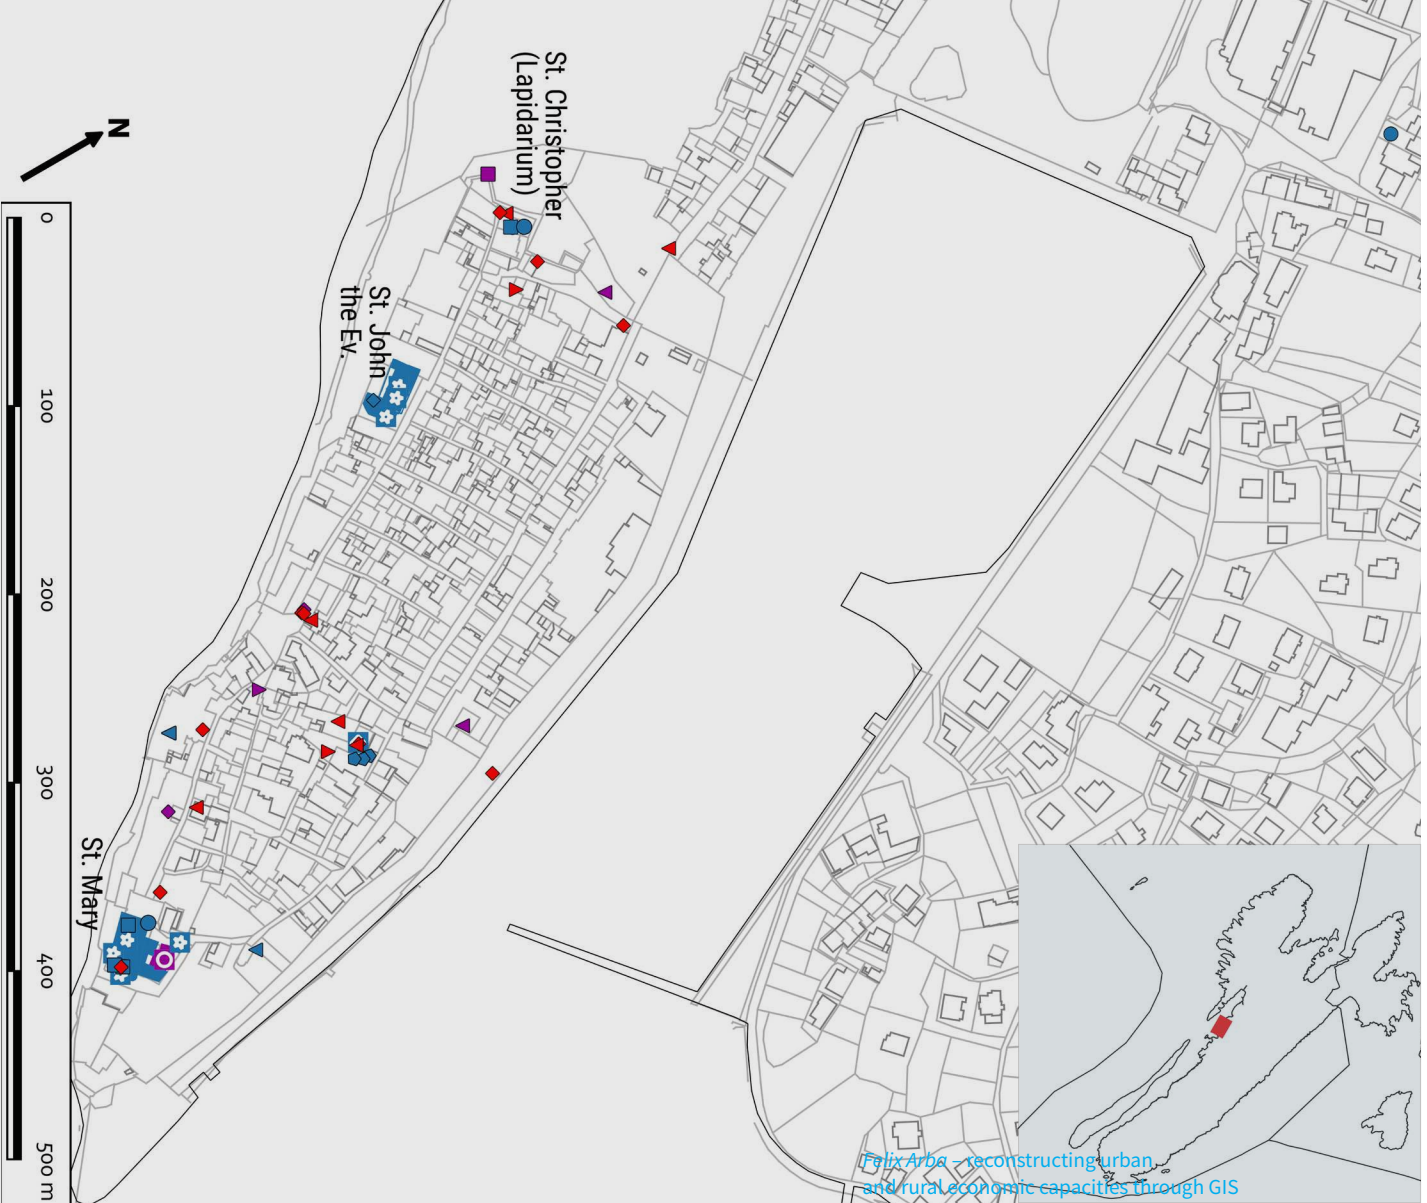 N
St. Christopher
(Lapidarium)
St. John
the Ev.
St. Mary
0
100
200
300
400
500 m
Felix Arba – reconstructing urban
and rural economic capacities through GIS